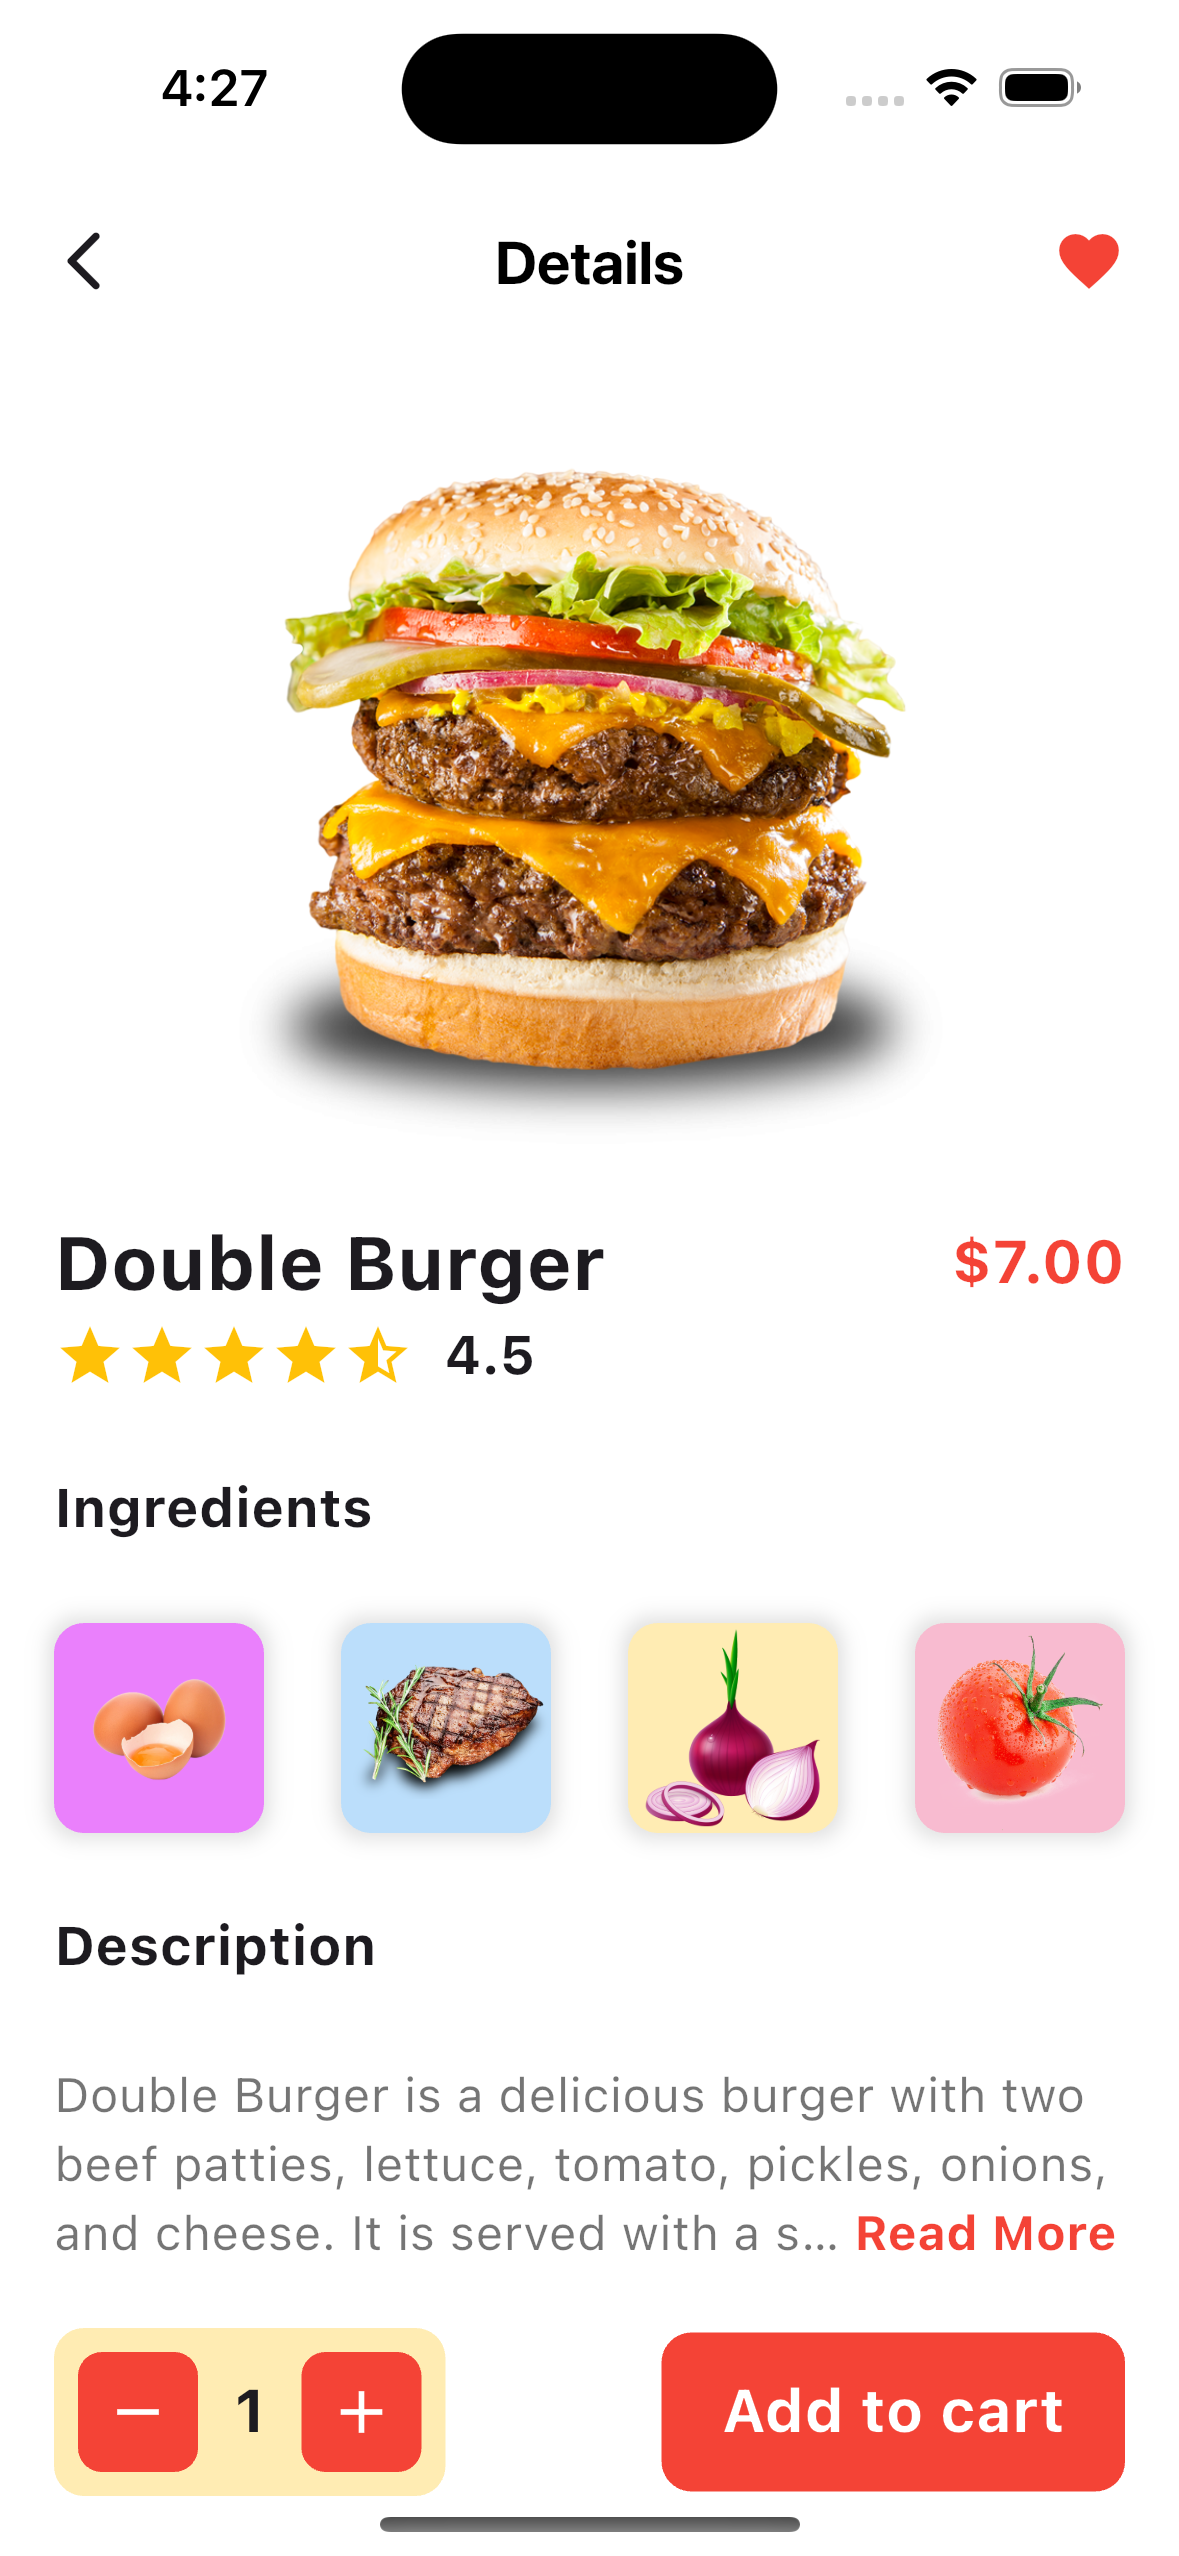 4:27
Details
Double Burger
$7.00
4.5
Ingredients
Description
Double Burger is a delicious burger with two
beef patties, lettuce, tomato, pickles, onions,
and cheese. It is served with a s... Read More
1
Add to cart